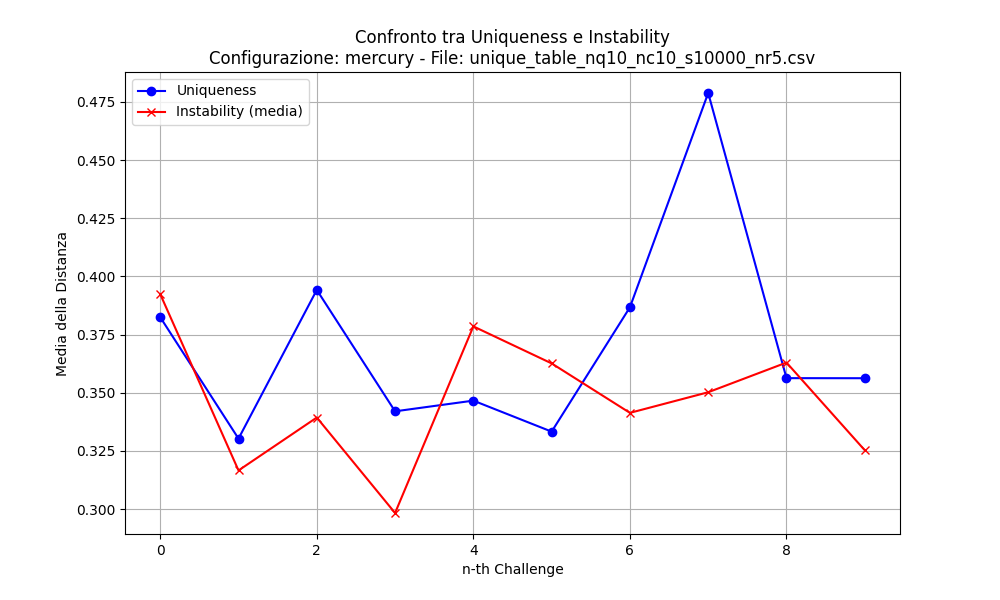 Confronto tra Uniqueness e Instability
Configurazione: mercury - File: unique_table_nq10_nc10_s10000_nr5.csv
Uniqueness
Instability (media)
0.475
0.450
0.425
0.400
0.375
0.350
0.325
0.300
Media della Distanza
0 2 4 6 8
n-th Challenge